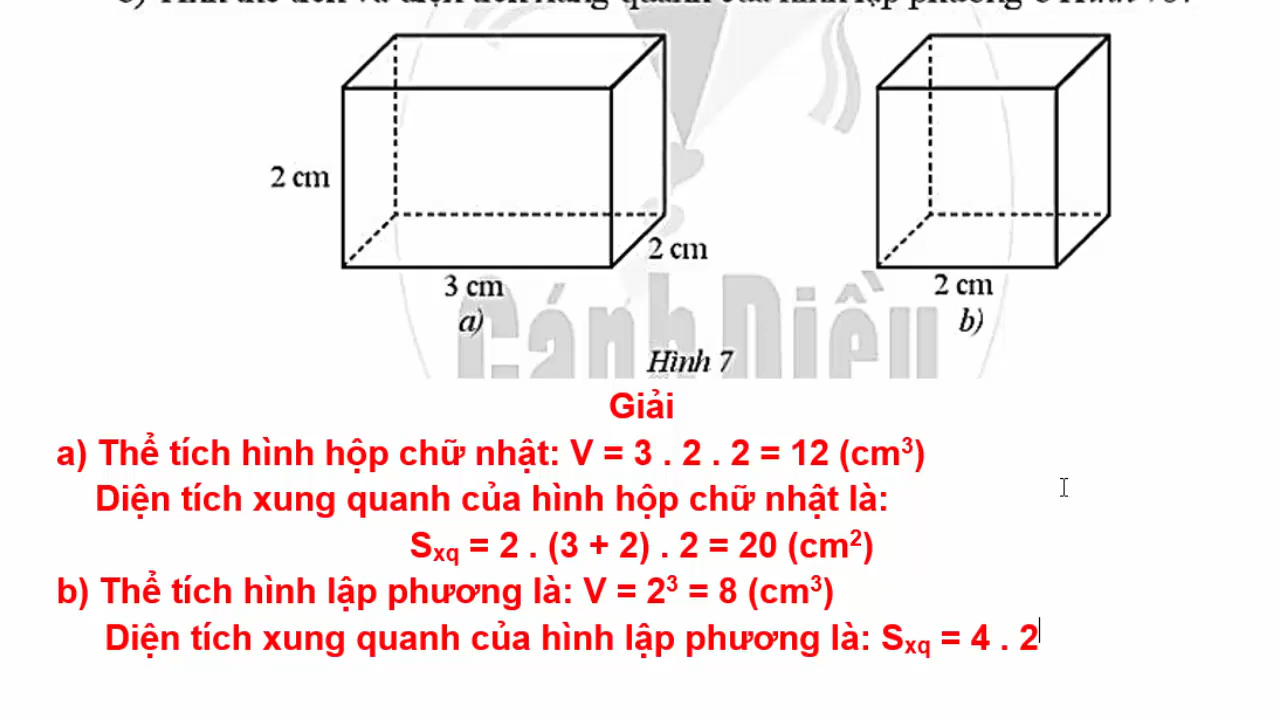 2 cm
2 cm
3 cm
2 cm
a)
b)
Cánh Diều
Hình 7
Giải
a) Thể tích hình hộp chữ nhật: V = 3 . 2 . 2 = 12 (cm³)
Diện tích xung quanh của hình hộp chữ nhật là:
Sxq = 2 . (3 + 2) . 2 = 20 (cm²)
b) Thể tích hình lập phương là: V = 2³ = 8 (cm³)
Diện tích xung quanh của hình lập phương là: Sxq = 4 . 2